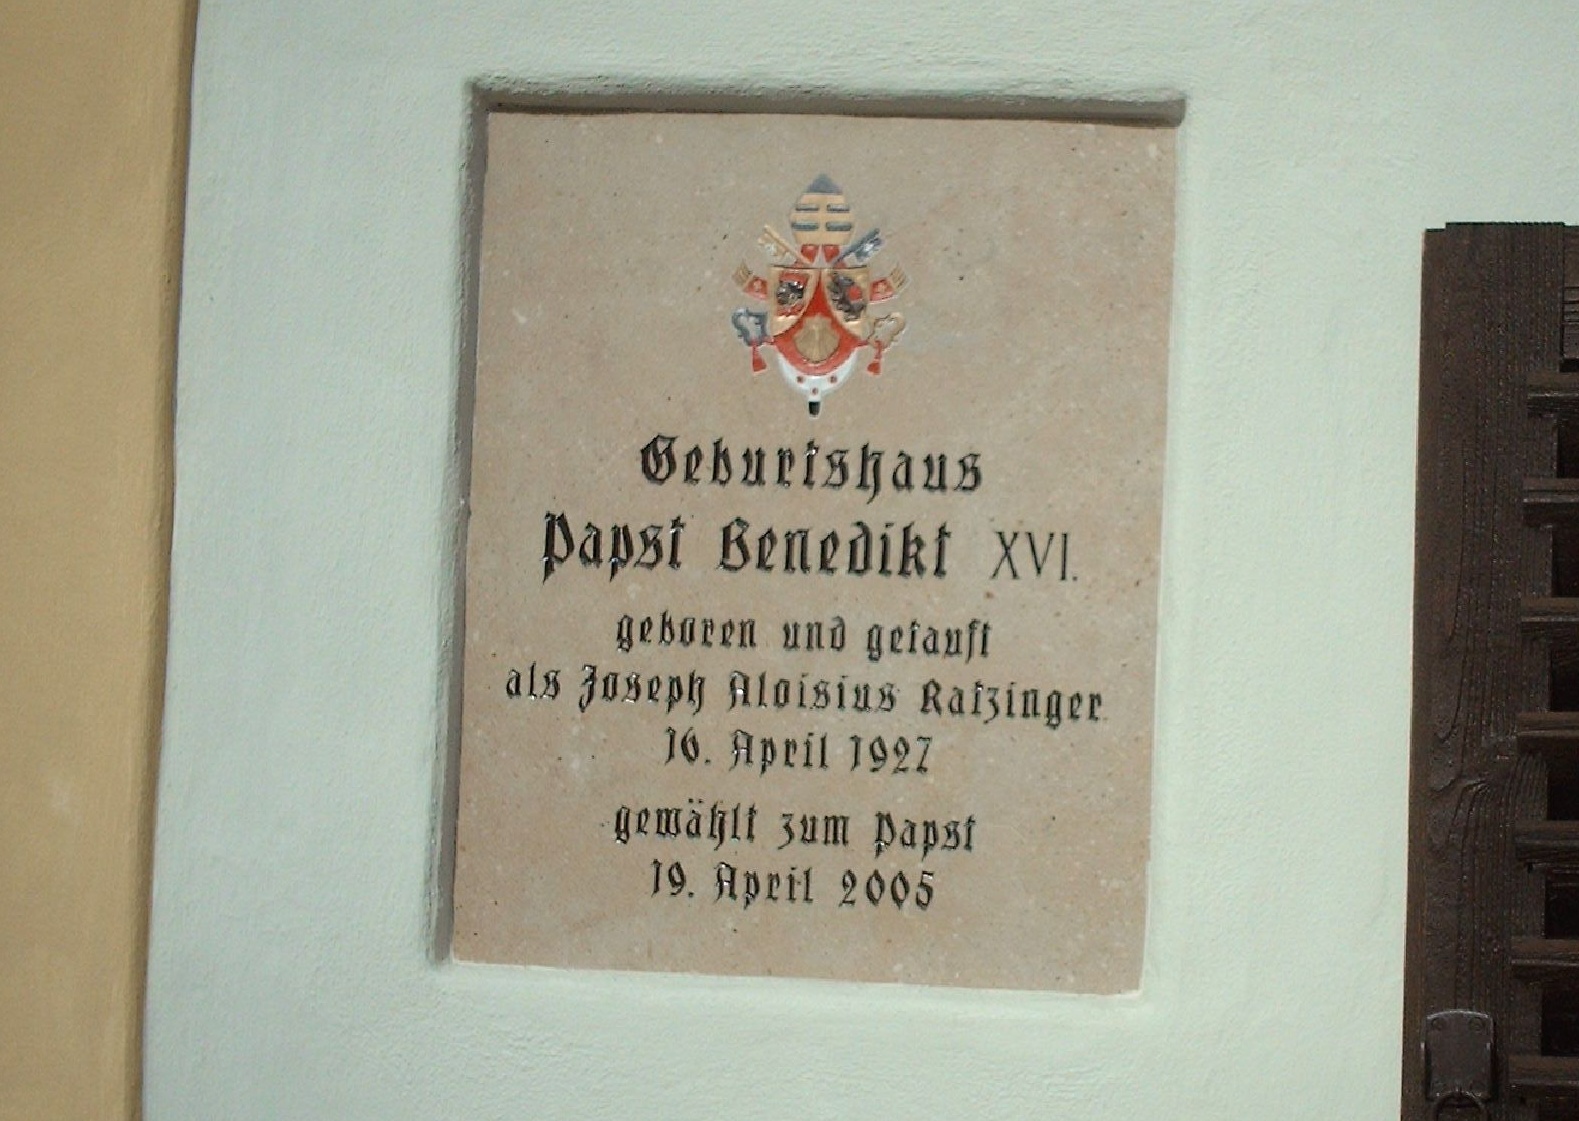 Geburtshaus
Papst Benedikt XVI.
geboren und getauft
als Joseph Aloisius Ratzinger
16. April 1927
gewählt zum Papst
19. April 2005